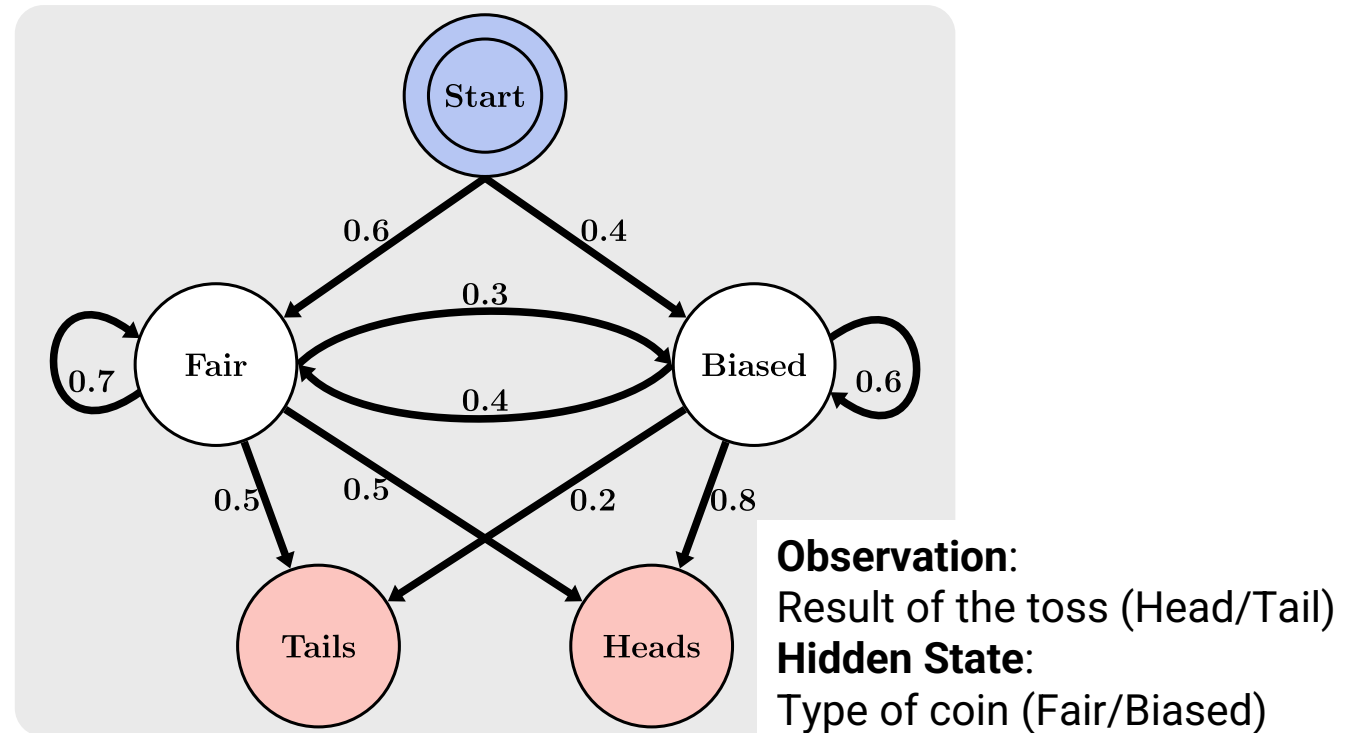 Start
0.6
0.4
0.3
Fair
Biased
0.7
0.6
0.4
0.5
0.5
0.2
0.8
Tails
Heads
Observation:
Result of the toss (Head/Tail)
Hidden State:
Type of coin (Fair/Biased)